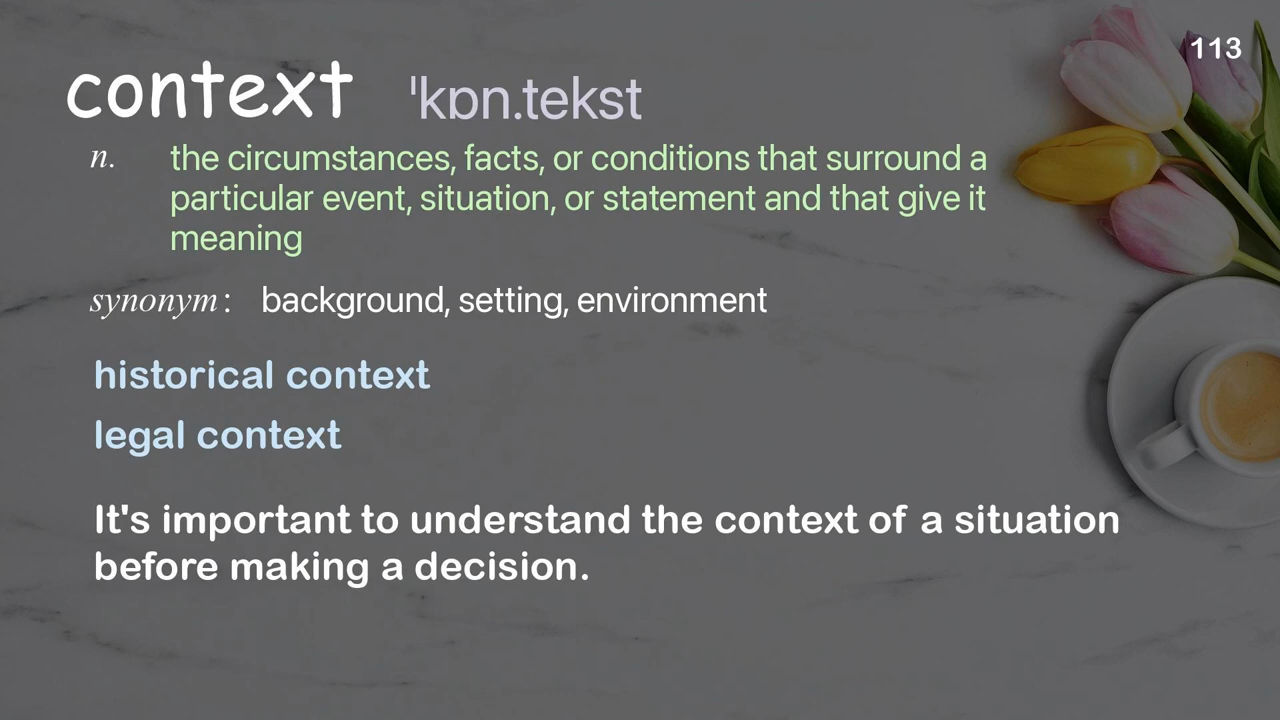 113
context ˈkɒn.tekst
n. the circumstances, facts, or conditions that surround a
particular event, situation, or statement and that give it
meaning
synonym: background, setting, environment
historical context
legal context
It's important to understand the context of a situation
before making a decision.